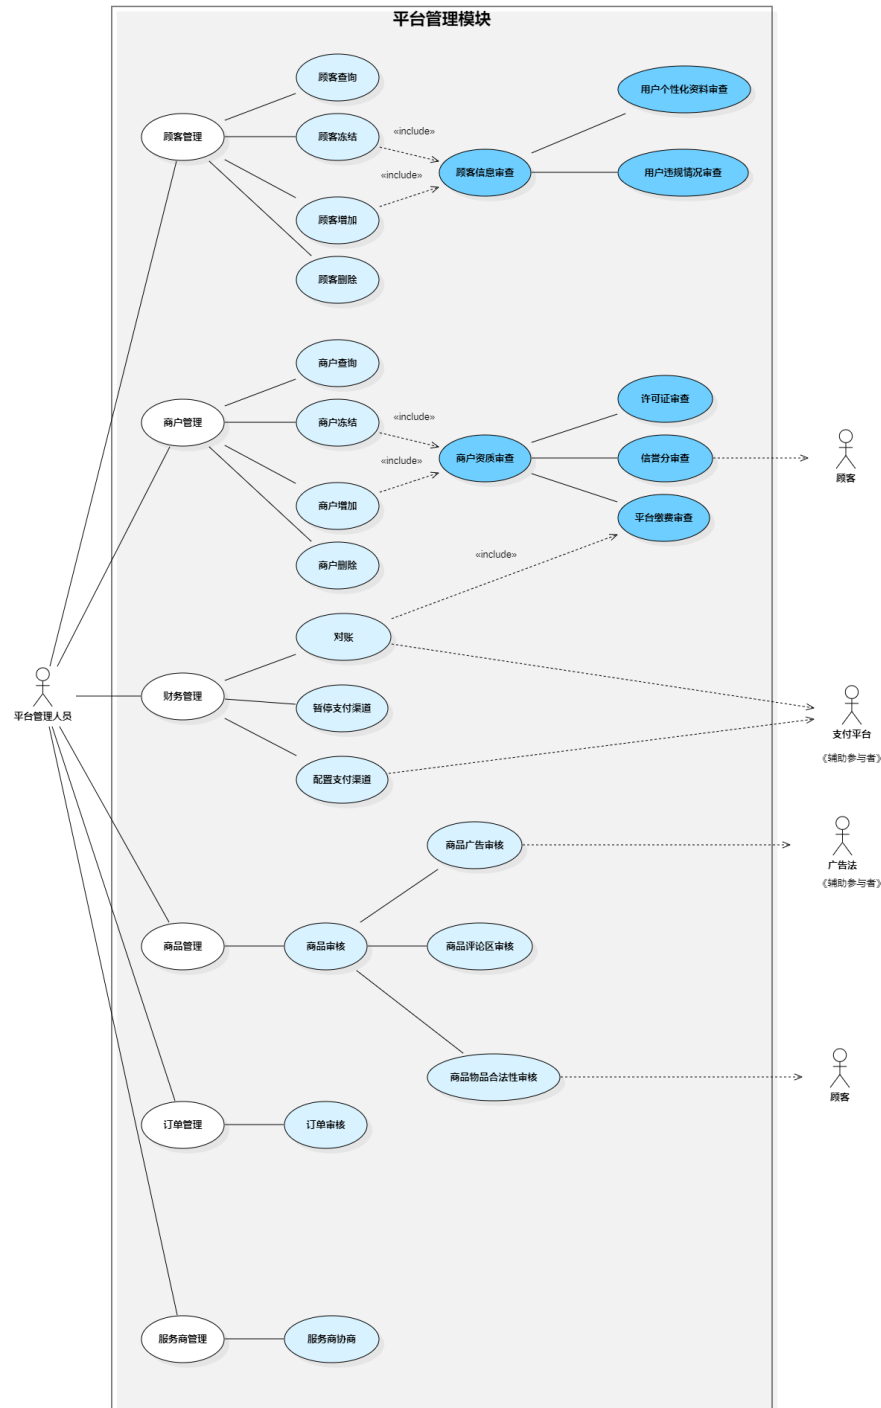 平台管理模块
顾客查询
用户个性化资料审查
顾客管理
顾客冻结
«include»
顾客信息审查
用户违规情况审查
«include»
顾客增加
顾客删除
商户查询
许可证审查
商户管理
商户冻结
«include»
商户资质审查
信誉分审查
顾客
«include»
商户增加
平台缴费审查
«include»
商户删除
对账
平台管理人员
财务管理
暂停支付渠道
支付平台
《辅助参与者》
配置支付渠道
商品广告审核
广告法
《辅助参与者》
商品管理
商品审核
商品评论区审核
商品物品合法性审核
顾客
订单管理
订单审核
服务商管理
服务商协商